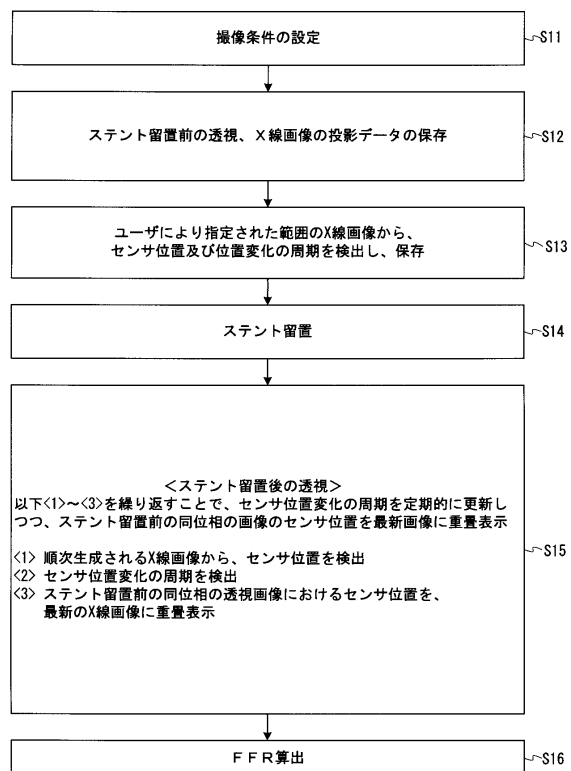 撮像条件の設定
S11
ステント留置前の透視、X線画像の投影データの保存
S12
ユーザにより指定された範囲のX線画像から、
センサ位置及び位置変化の周期を検出し、保存
S13
ステント留置
S14
<ステント留置後の透視>
以下<1>～<3>を繰り返すことで、センサ位置変化の周期を定期的に更新し
つつ、ステント留置前の同位相の画像のセンサ位置を最新画像に重畳表示
<1> 順次生成されるX線画像から、センサ位置を検出
<2> センサ位置変化の周期を検出
<3> ステント留置前の同位相の透視画像におけるセンサ位置を、
最新のX線画像に重畳表示
S15
ＦＦＲ算出
S16